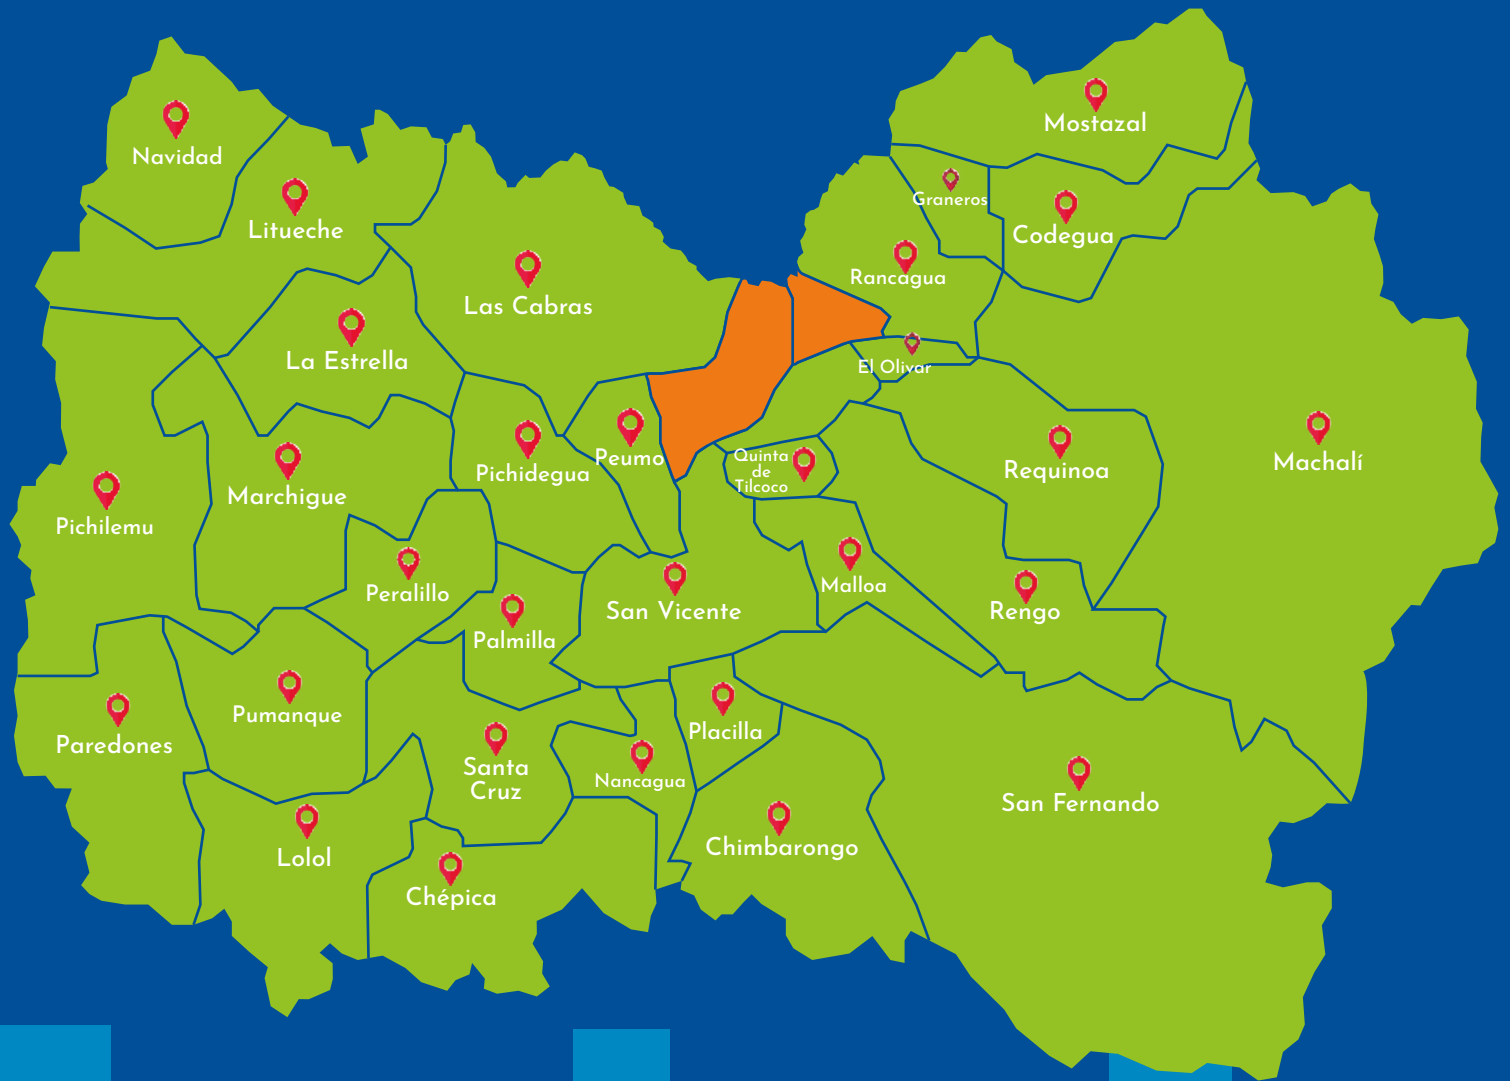 Mostazal
Navidad
Graneros
Litueche
Codegua
Rancagua
Las Cabras
La Estrella
El Olivar
Quinta
de
Tilcoco
Peumo
Machalí
Requinoa
Pichidegua
Marchigue
Pichilemu
Malloa
Peralillo
San Vicente
Rengo
Palmilla
Pumanque
Placilla
Paredones
Santa
Cruz
Nancagua
San Fernando
Chimbarongo
Lolol
Chépica